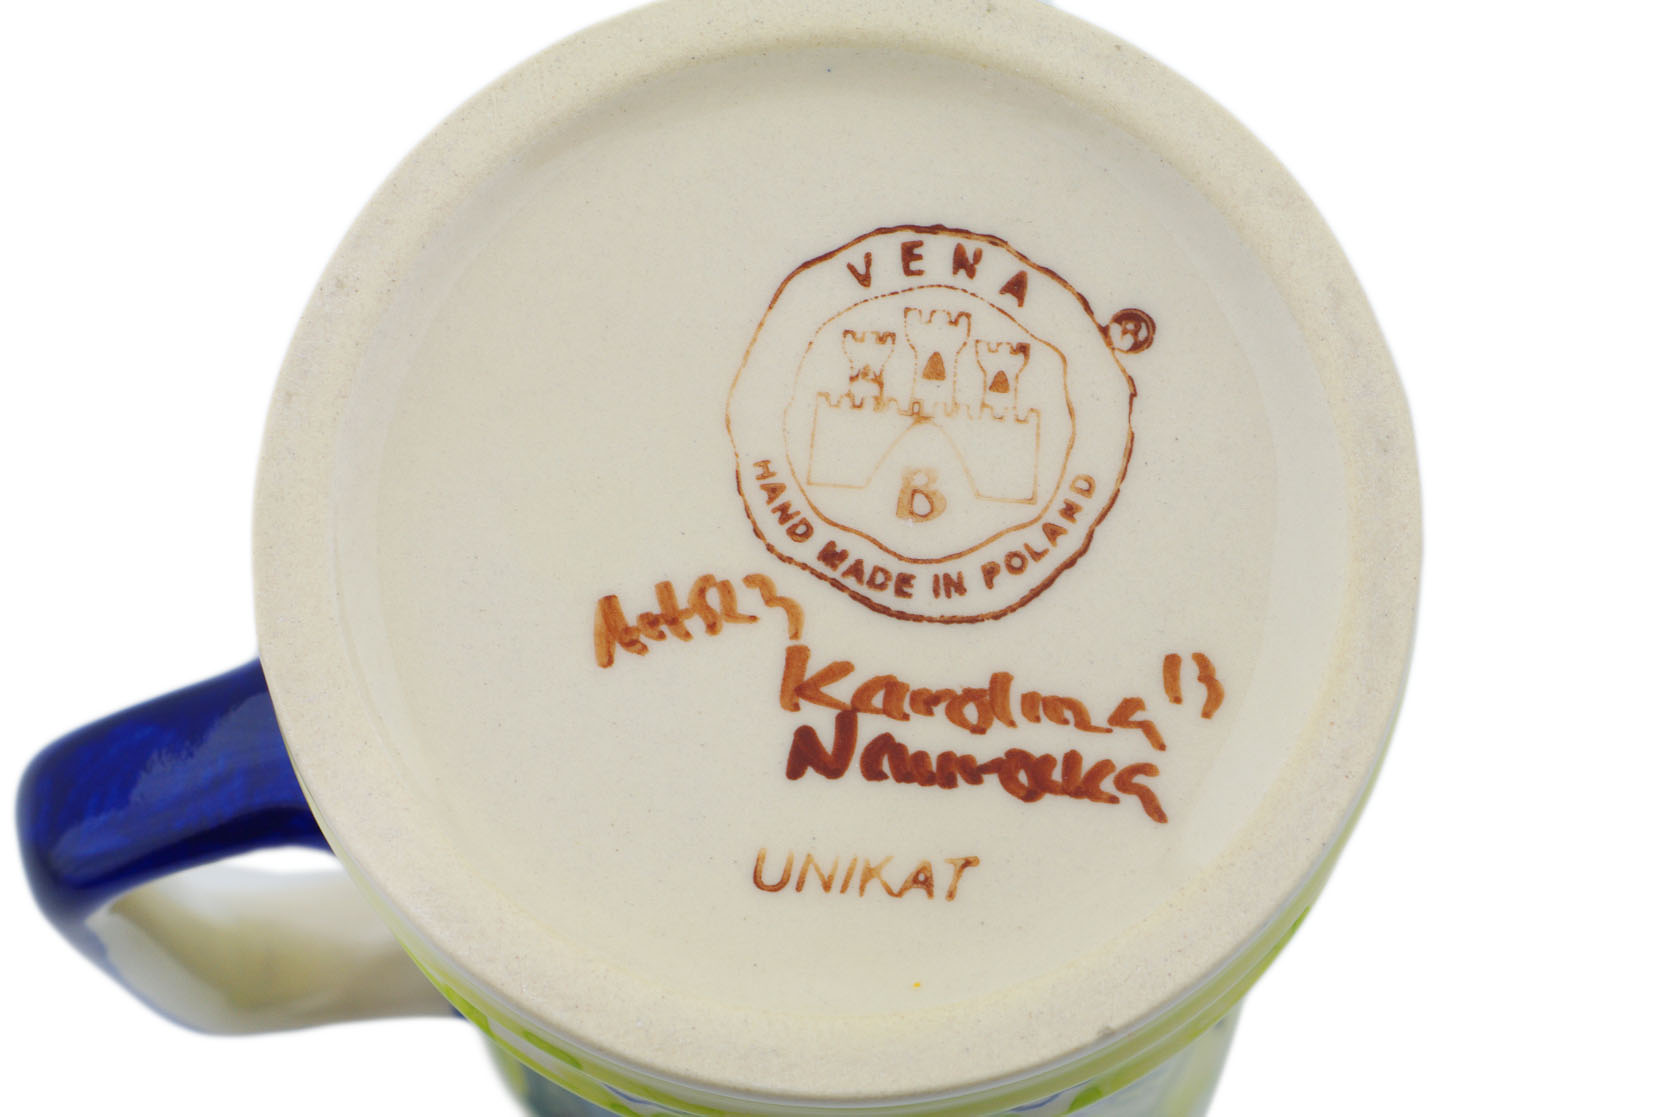 VENA
®
B
HAND MADE IN POLAND
Karolina 13
UNIKAT